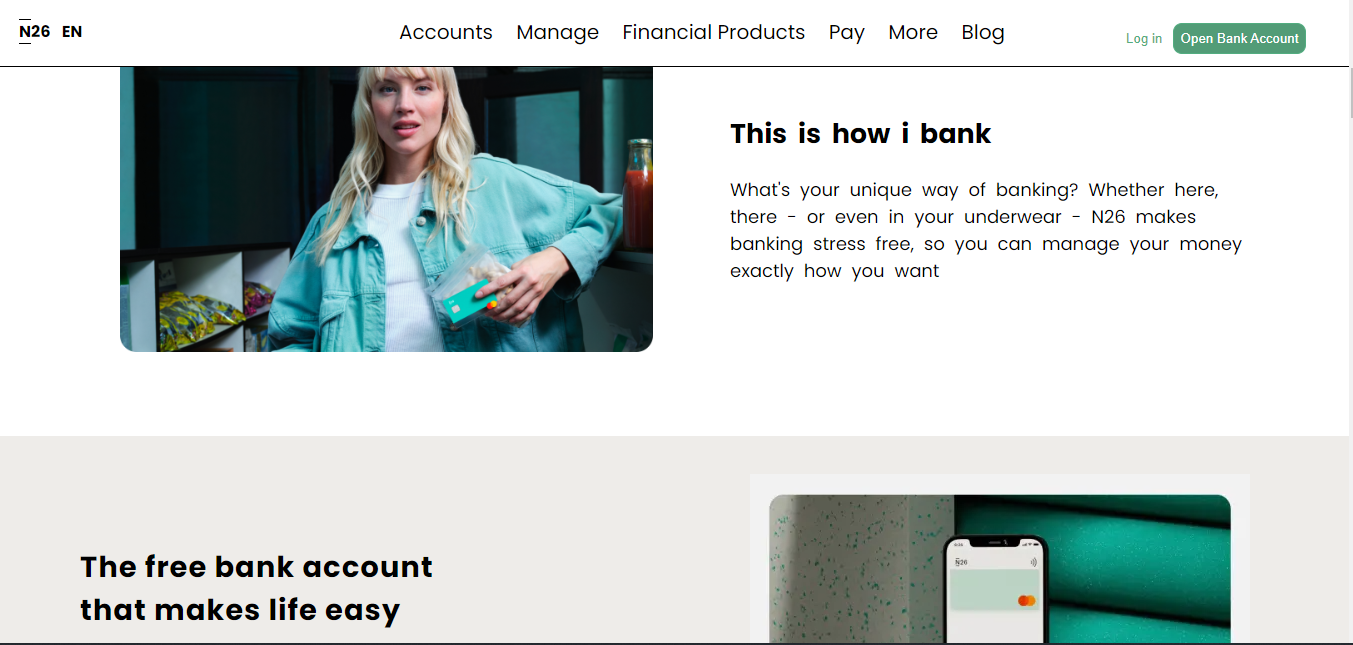 N26 EN
Accounts Manage Financial Products Pay More Blog
Log in Open Bank Account
This is how i bank
What's your unique way of banking? Whether here,
there - or even in your underwear - N26 makes
banking stress free, so you can manage your money
exactly how you want
The free bank account
that makes life easy
N26